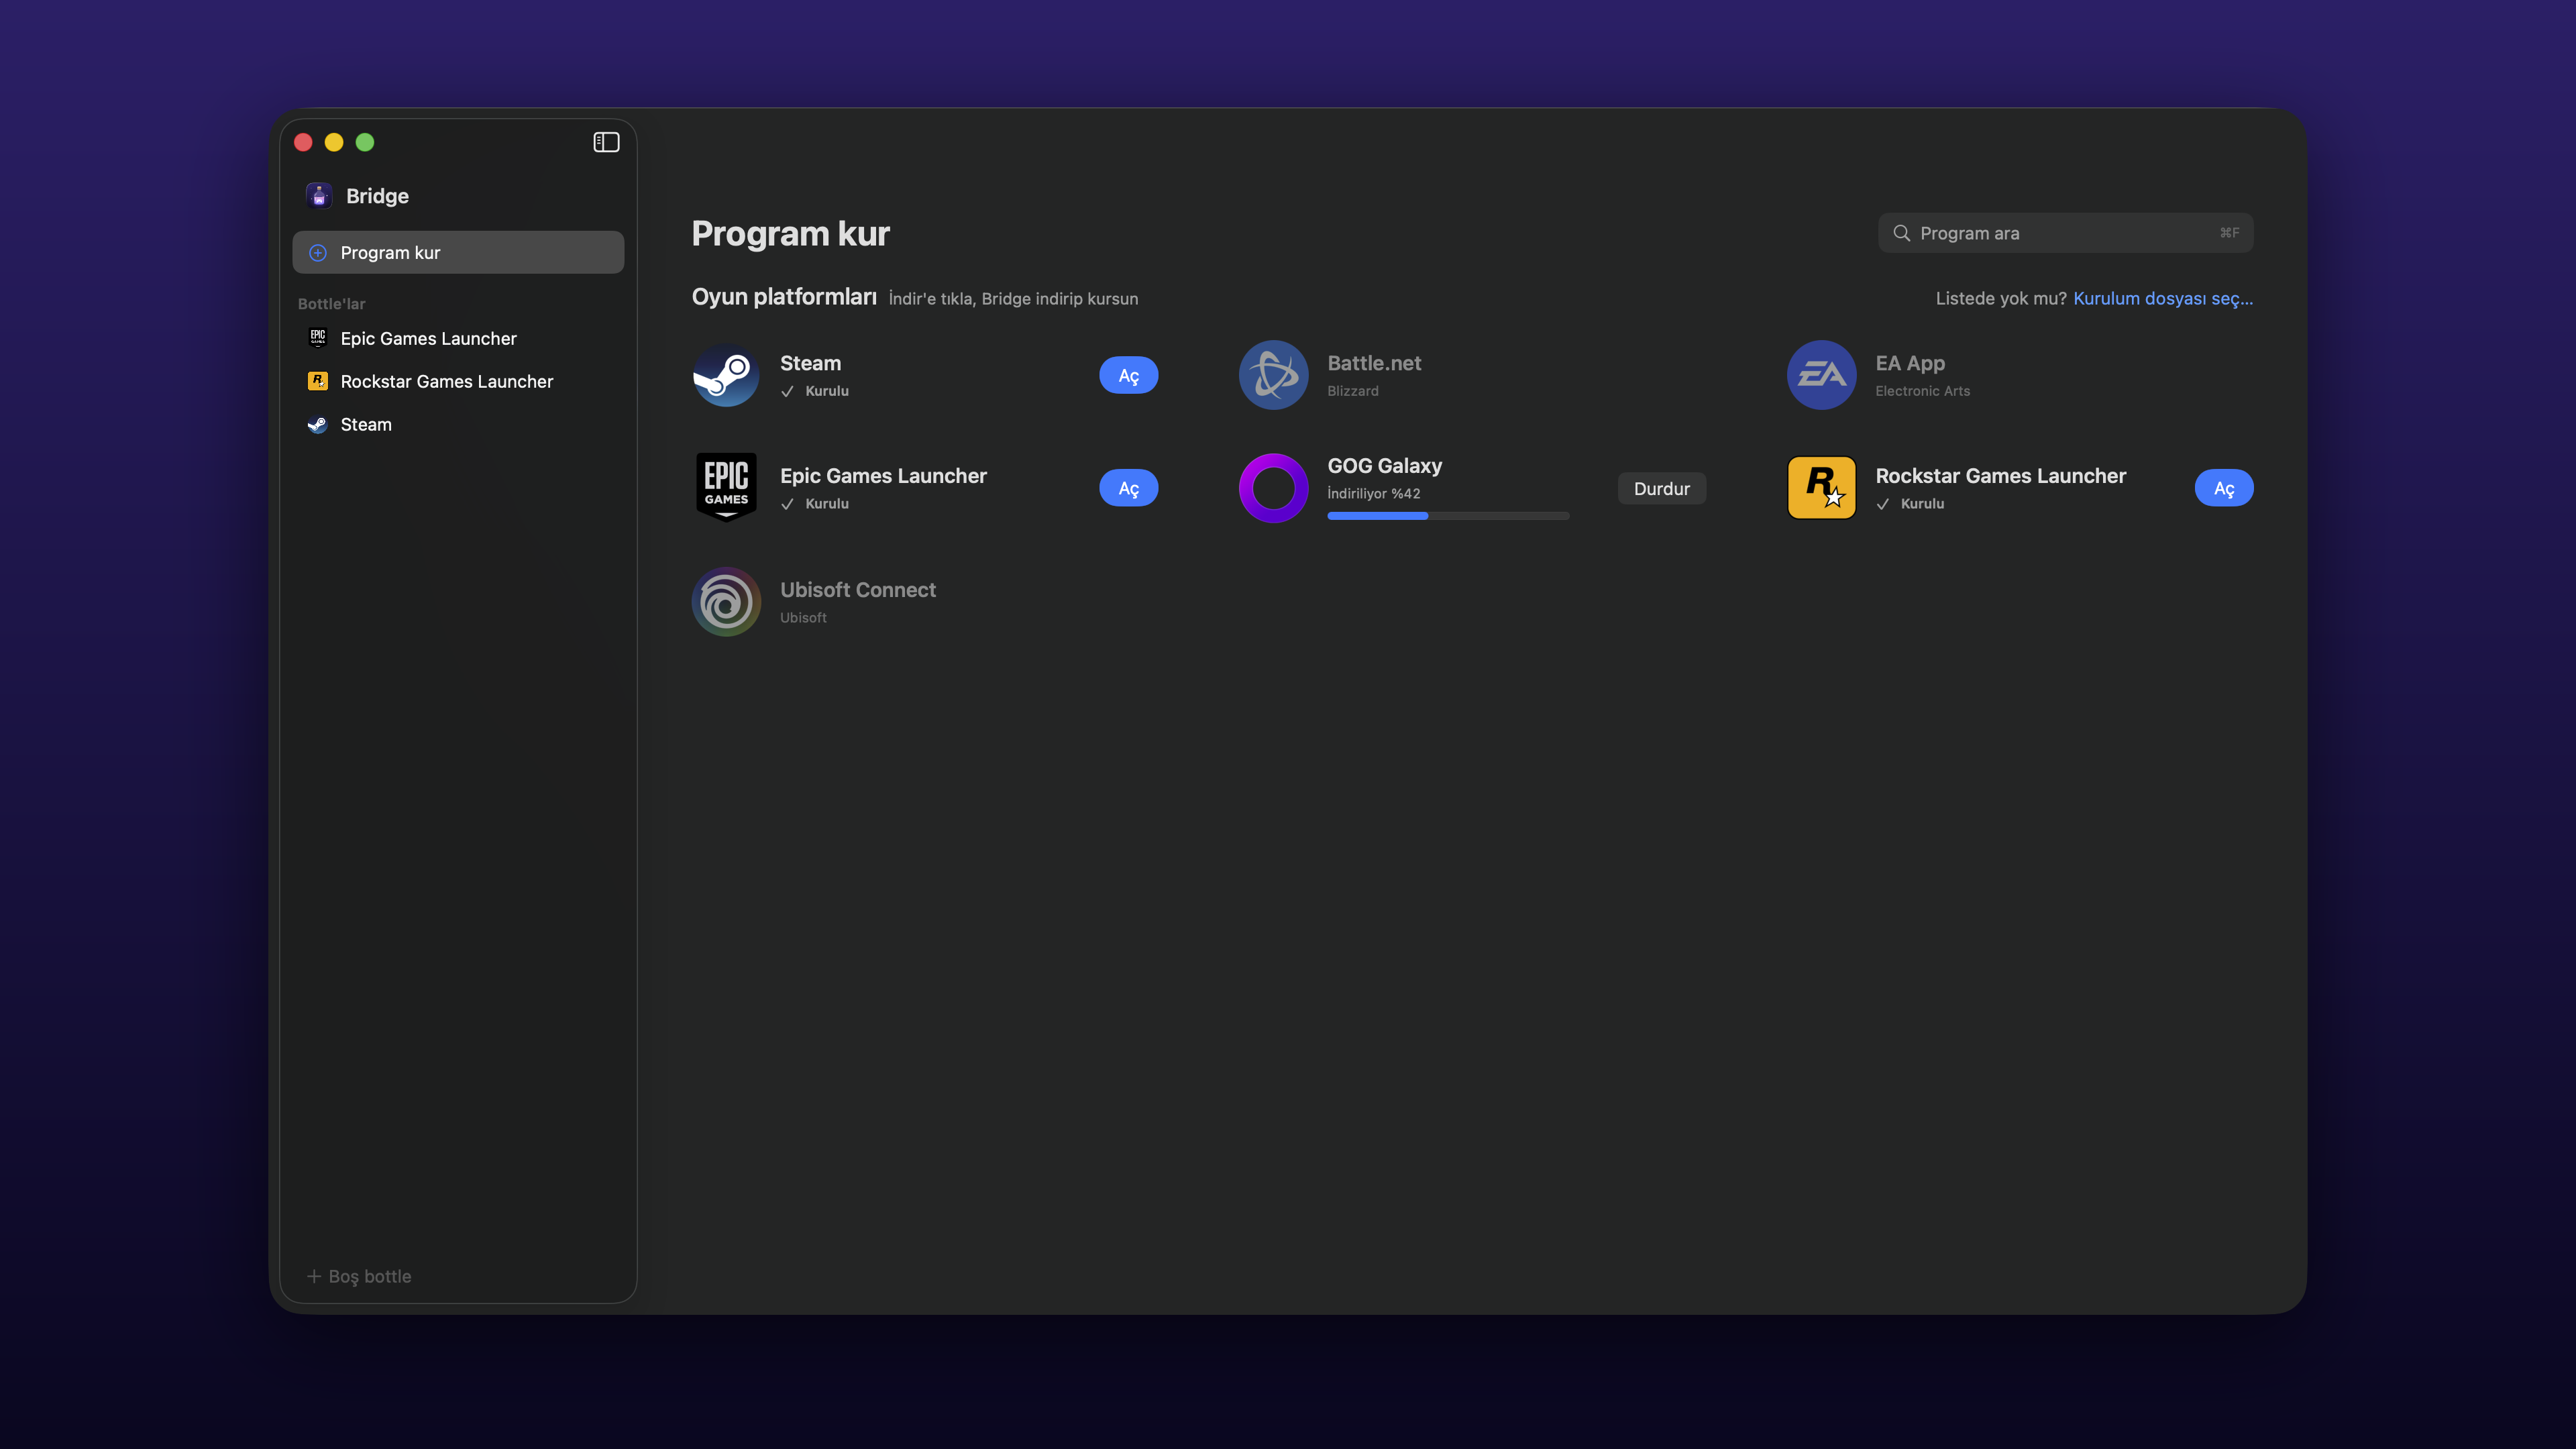 Bridge
Program kur
Bottle'lar
Epic Games Launcher
Rockstar Games Launcher
Steam
+ Boş bottle
Program kur
Program ara ⌘F
Oyun platformları İndir'e tıkla, Bridge indirip kursun
Listede yok mu? Kurulum dosyası seç...
Steam
✓ Kurulu
Aç
Battle.net
Blizzard
EA App
Electronic Arts
EPIC
GAMES
Epic Games Launcher
✓ Kurulu
Aç
GOG Galaxy
İndiriliyor %42
Durdur
Rockstar Games Launcher
✓ Kurulu
Aç
Ubisoft Connect
Ubisoft